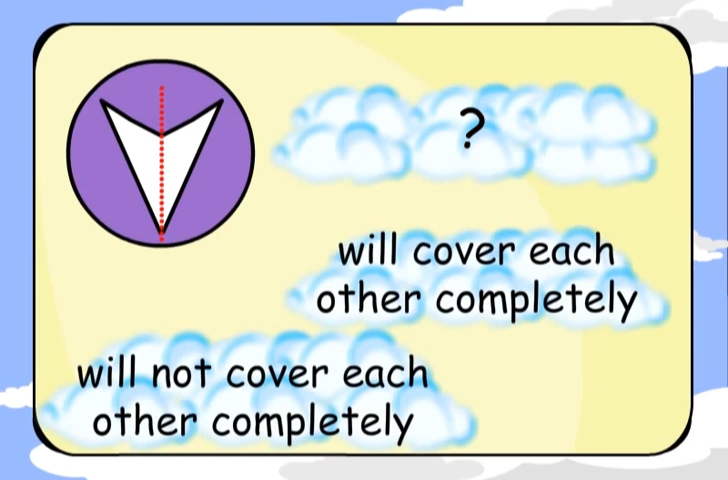 ?
will cover each
other completely
will not cover each
other completely